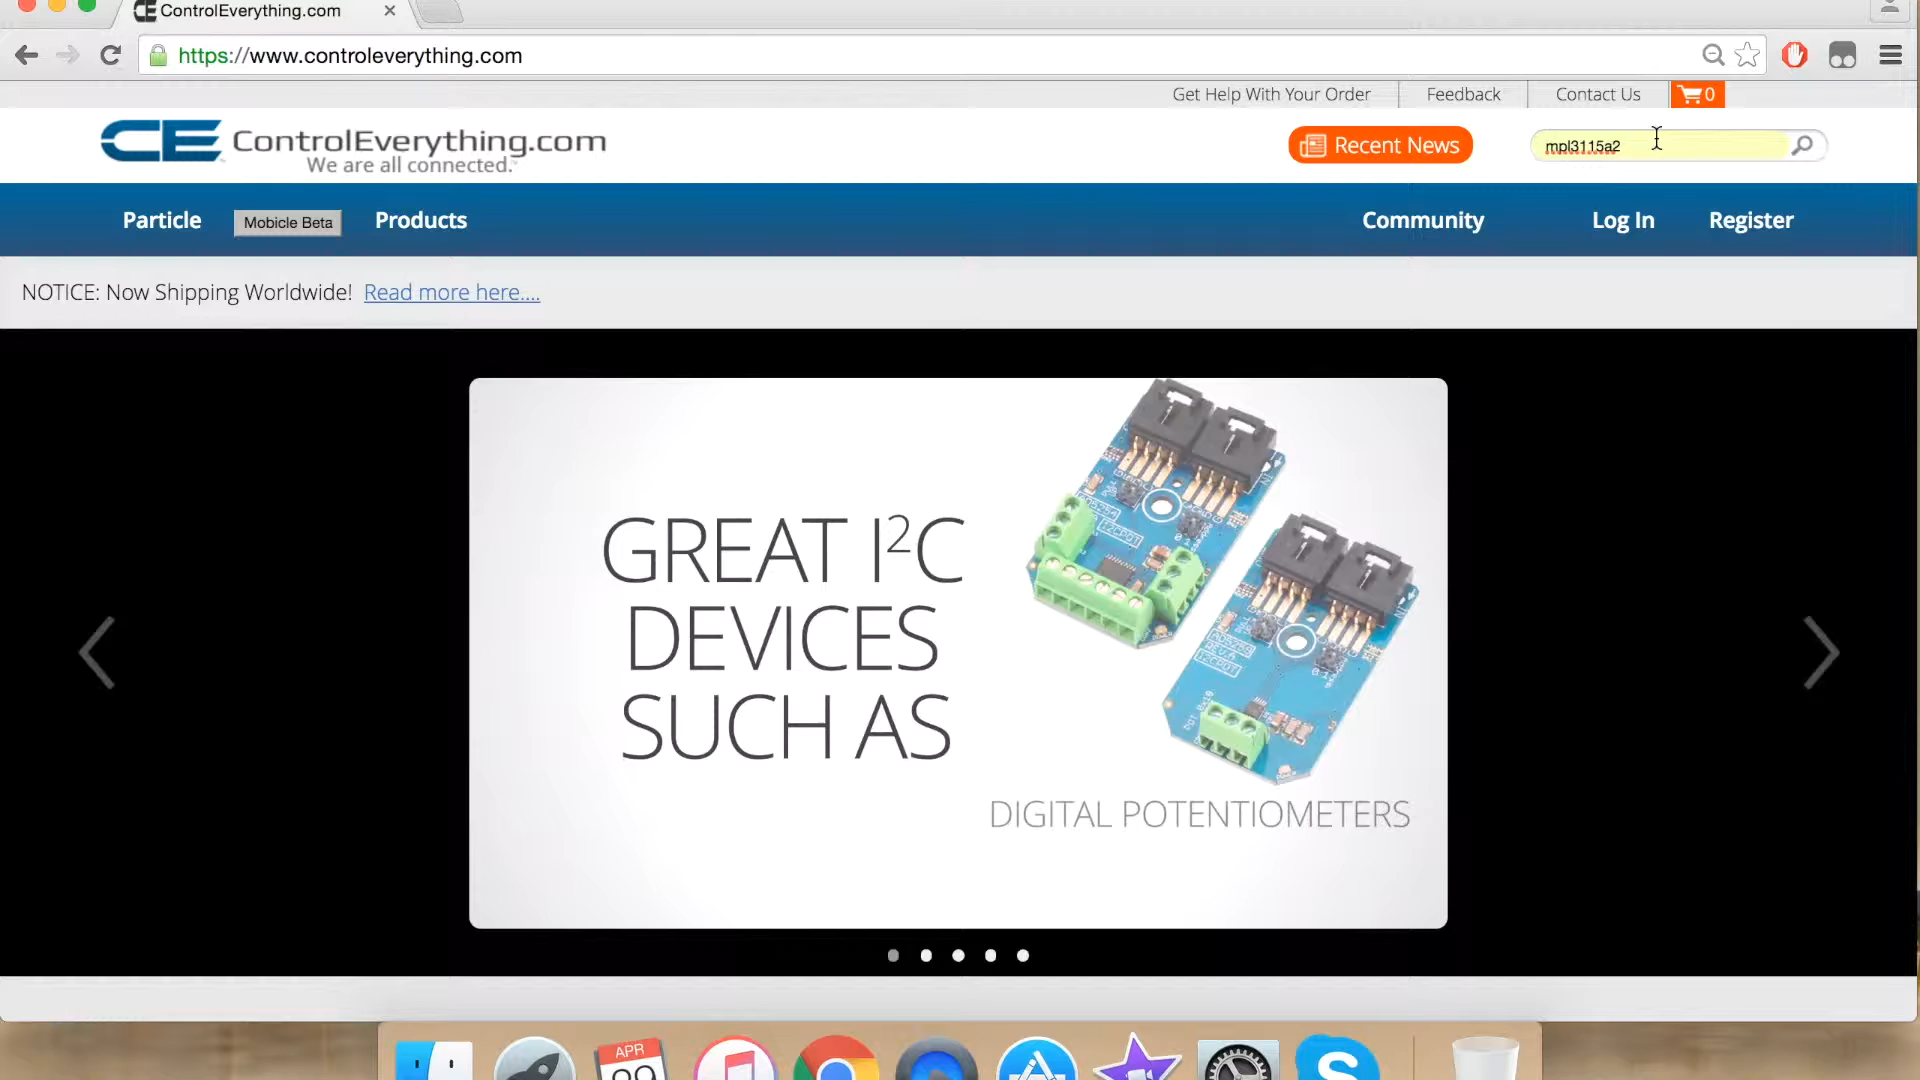 ControlEverything.com
https://www.controleverything.com
Get Help With Your Order
Feedback
Contact Us
0
CE ControlEverything.com
We are all connected.
Recent News
mpl3115a2
Particle
Mobicle Beta
Products
Community
Log In
Register
NOTICE: Now Shipping Worldwide! Read more here....
GREAT I²C
DEVICES
SUCH AS
DIGITAL POTENTIOMETERS
APR